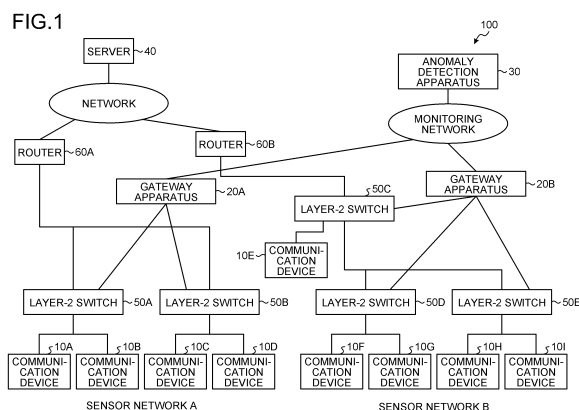 FIG.1
100
SERVER
40
ANOMALY
DETECTION
APPARATUS
30
NETWORK
MONITORING
NETWORK
ROUTER
60A
ROUTER
60B
GATEWAY
APPARATUS
20A
GATEWAY
APPARATUS
20B
50C
LAYER-2 SWITCH
10E
COMMUNI-
CATION
DEVICE
LAYER-2 SWITCH
50A
LAYER-2 SWITCH
50B
LAYER-2 SWITCH
50D
LAYER-2 SWITCH
50E
10A
COMMUNI-
CATION
DEVICE
10B
COMMUNI-
CATION
DEVICE
10C
COMMUNI-
CATION
DEVICE
10D
COMMUNI-
CATION
DEVICE
10F
COMMUNI-
CATION
DEVICE
10G
COMMUNI-
CATION
DEVICE
10H
COMMUNI-
CATION
DEVICE
10I
COMMUNI-
CATION
DEVICE
SENSOR NETWORK A
SENSOR NETWORK B